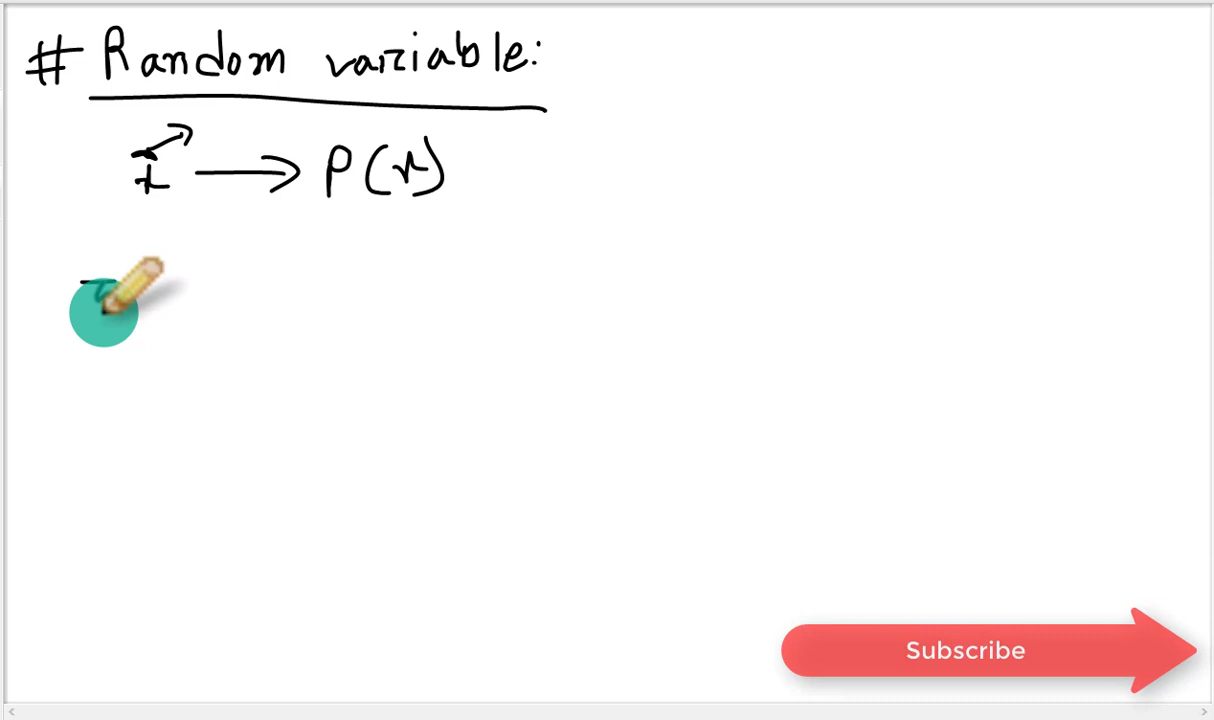 # Random variable:
x → P(x)
Subscribe